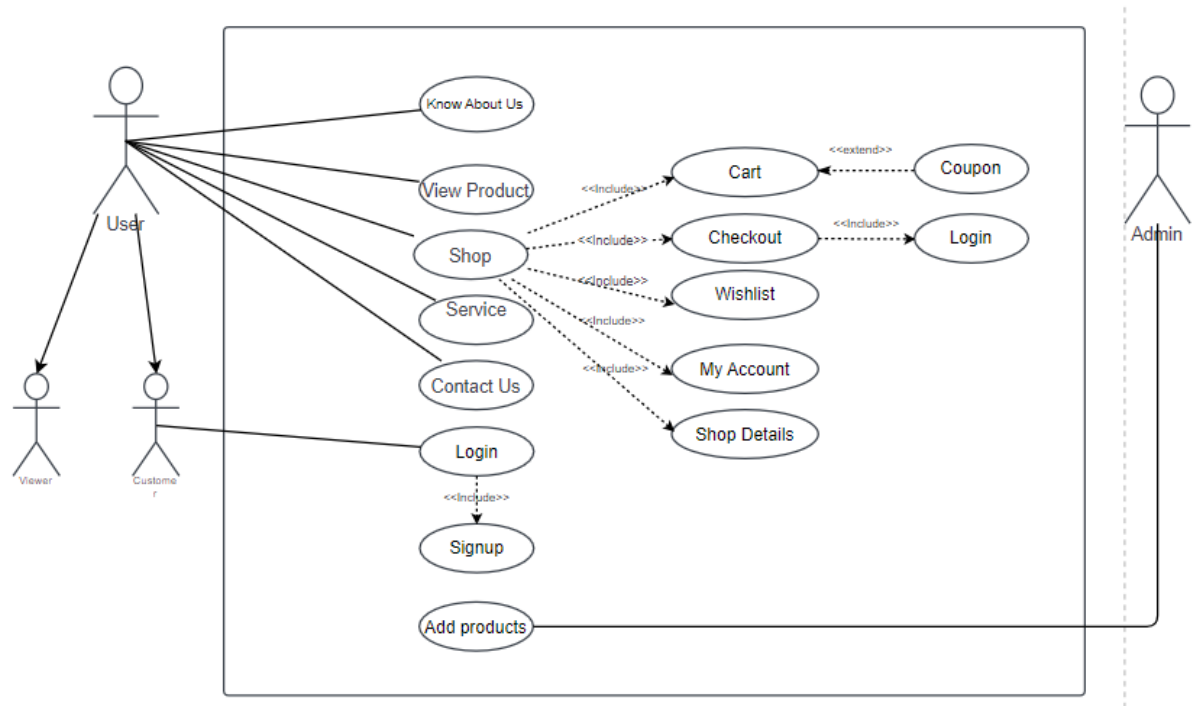 Know About Us
View Product
Shop
Service
Contact Us
Login
<<Include>>
Signup
Add products
<<Include>>
<<Include>>
<<Include>>
<<Include>>
<<Include>>
Cart
<<extend>>
Coupon
Checkout
<<Include>>
Login
Wishlist
My Account
Shop Details
User
Viewer
Custome
r
Admin